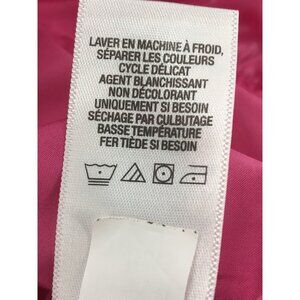 LAVER EN MACHINE À FROID,
SÉPARER LES COULEURS
CYCLE DÉLICAT
AGENT BLANCHISSANT
NON DÉCOLORANT
UNIQUEMENT SI BESOIN
SÉCHAGE PAR CULBUTAGE
BASSE TEMPÉRATURE
FER TIÈDE SI BESOIN